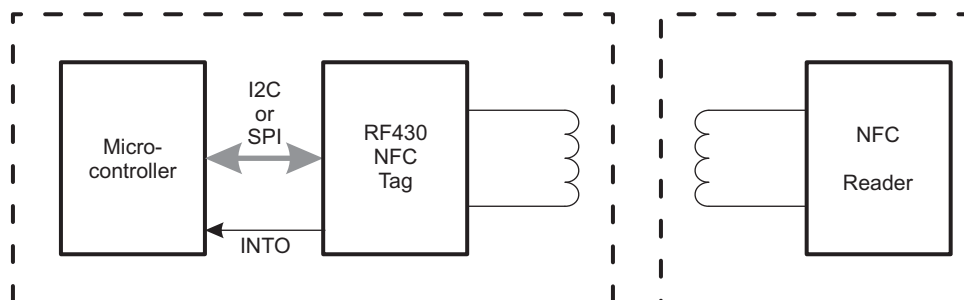 Micro-
controller
I2C
or
SPI
INTO
RF430
NFC
Tag
NFC
Reader